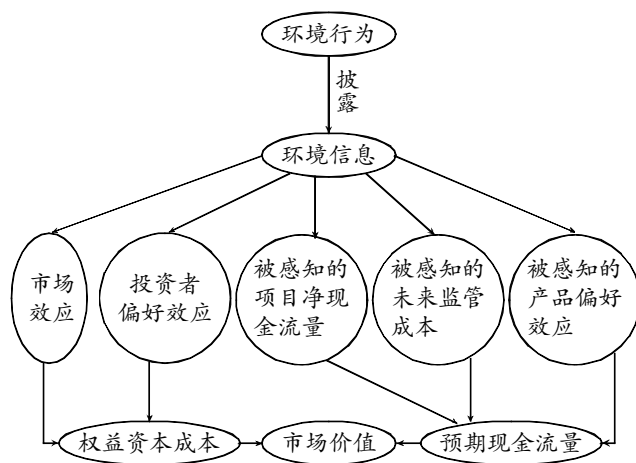 环境行为
披
露
环境信息
市场
效应
投资者
偏好效应
被感知的
项目净现
金流量
被感知的
未来监管
成本
被感知的
产品偏好
效应
权益资本成本
市场价值
预期现金流量